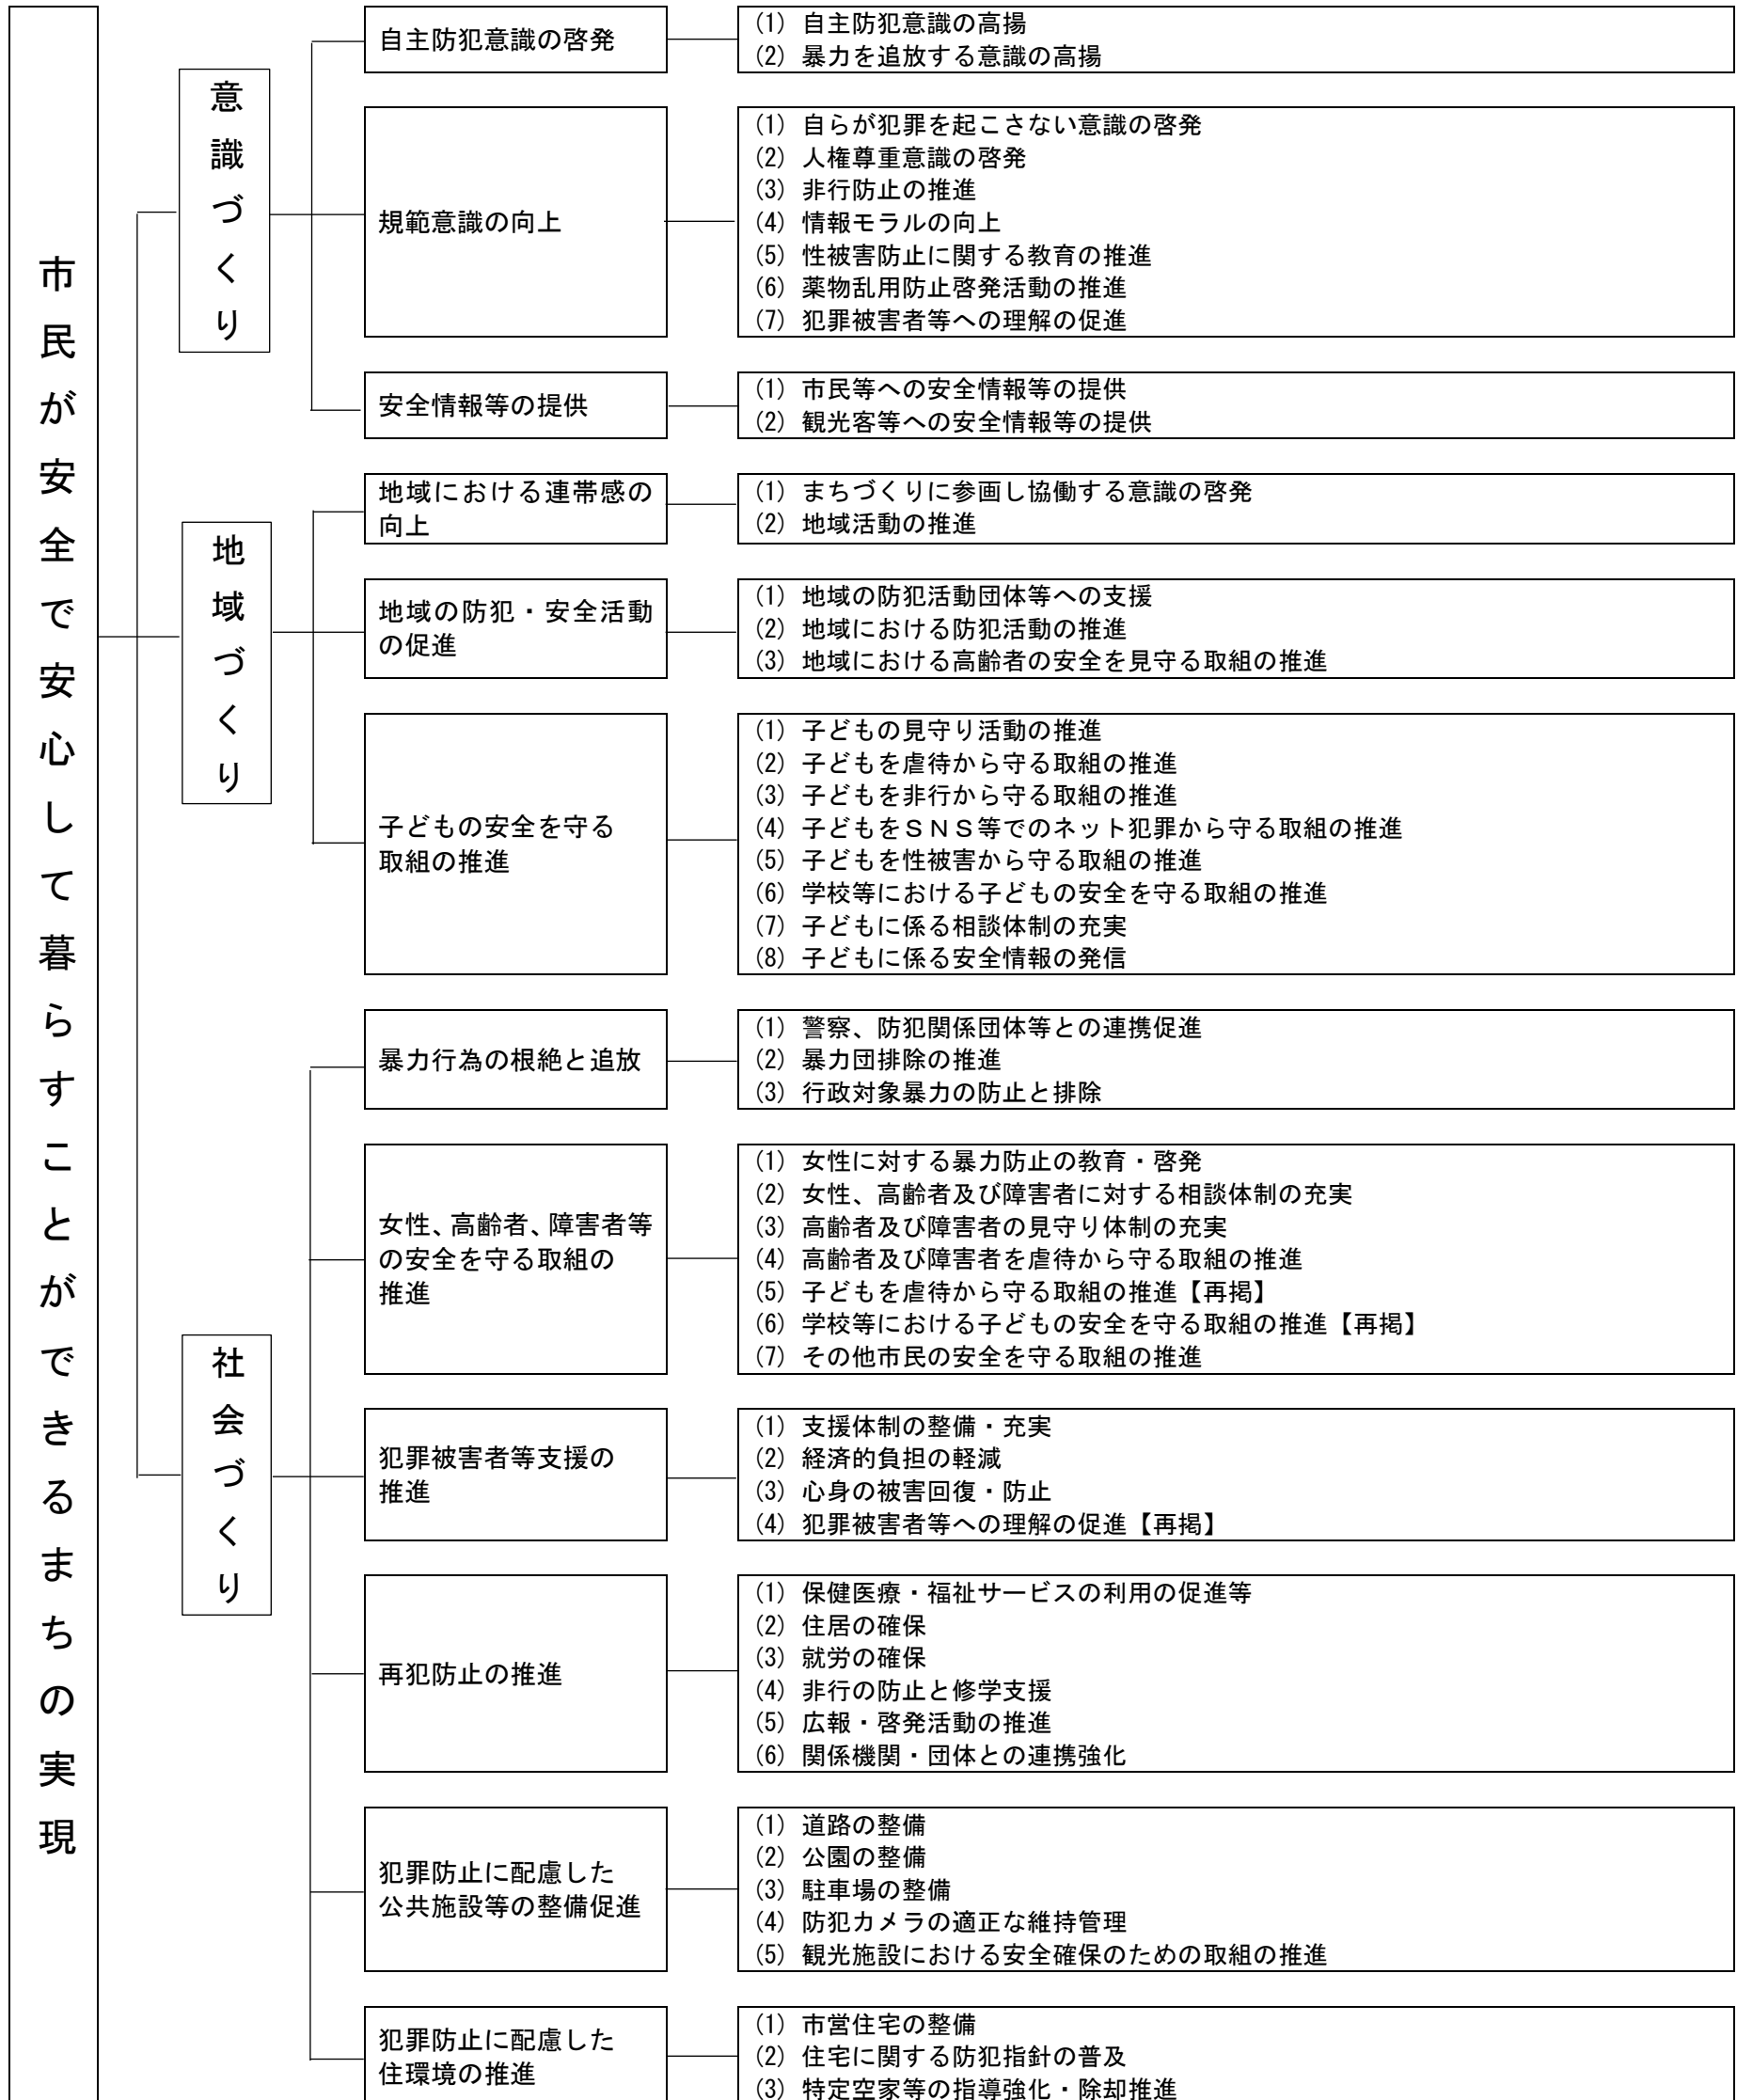 市民が安全で安心して暮らすことができるまちの実現
意識づくり
自主防犯意識の啓発
(1) 自主防犯意識の高揚
(2) 暴力を追放する意識の高揚
規範意識の向上
(1) 自らが犯罪を起こさない意識の啓発
(2) 人権尊重意識の啓発
(3) 非行防止の推進
(4) 情報モラルの向上
(5) 性被害防止に関する教育の推進
(6) 薬物乱用防止啓発活動の推進
(7) 犯罪被害者等への理解の促進
安全情報等の提供
(1) 市民等への安全情報等の提供
(2) 観光客等への安全情報等の提供
地域づくり
地域における連帯感の
向上
(1) まちづくりに参画し協働する意識の啓発
(2) 地域活動の推進
地域の防犯・安全活動
の促進
(1) 地域の防犯活動団体等への支援
(2) 地域における防犯活動の推進
(3) 地域における高齢者の安全を見守る取組の推進
子どもの安全を守る
取組の推進
(1) 子どもの見守り活動の推進
(2) 子どもを虐待から守る取組の推進
(3) 子どもを非行から守る取組の推進
(4) 子どもをＳＮＳ等でのネット犯罪から守る取組の推進
(5) 子どもを性被害から守る取組の推進
(6) 学校等における子どもの安全を守る取組の推進
(7) 子どもに係る相談体制の充実
(8) 子どもに係る安全情報の発信
社会づくり
暴力行為の根絶と追放
(1) 警察、防犯関係団体等との連携促進
(2) 暴力団排除の推進
(3) 行政対象暴力の防止と排除
女性、高齢者、障害者等
の安全を守る取組の
推進
(1) 女性に対する暴力防止の教育・啓発
(2) 女性、高齢者及び障害者に対する相談体制の充実
(3) 高齢者及び障害者の見守り体制の充実
(4) 高齢者及び障害者を虐待から守る取組の推進
(5) 子どもを虐待から守る取組の推進【再掲】
(6) 学校等における子どもの安全を守る取組の推進【再掲】
(7) その他市民の安全を守る取組の推進
犯罪被害者等支援の
推進
(1) 支援体制の整備・充実
(2) 経済的負担の軽減
(3) 心身の被害回復・防止
(4) 犯罪被害者等への理解の促進【再掲】
再犯防止の推進
(1) 保健医療・福祉サービスの利用の促進等
(2) 住居の確保
(3) 就労の確保
(4) 非行の防止と修学支援
(5) 広報・啓発活動の推進
(6) 関係機関・団体との連携強化
犯罪防止に配慮した
公共施設等の整備促進
(1) 道路の整備
(2) 公園の整備
(3) 駐車場の整備
(4) 防犯カメラの適正な維持管理
(5) 観光施設における安全確保のための取組の推進
犯罪防止に配慮した
住環境の推進
(1) 市営住宅の整備
(2) 住宅に関する防犯指針の普及
(3) 特定空家等の指導強化・除却推進